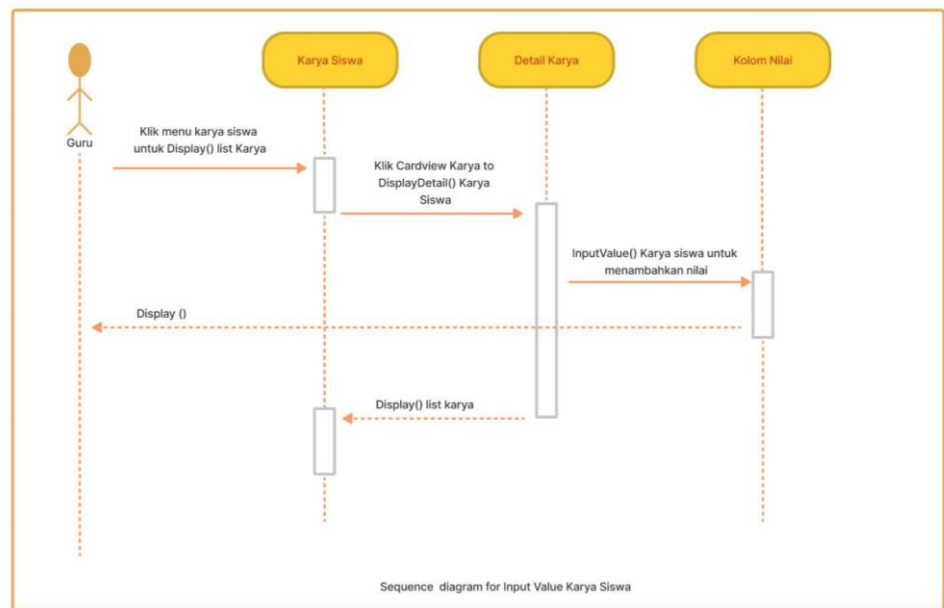 Karya Siswa
Detail Karya
Kolom Nilai
Guru
Klik menu karya siswa
untuk Display() list Karya
Klik Cardview Karya to
DisplayDetail() Karya
Siswa
InputValue() Karya siswa untuk
menambahkan nilai
Display ()
Display() list karya
Sequence diagram for Input Value Karya Siswa